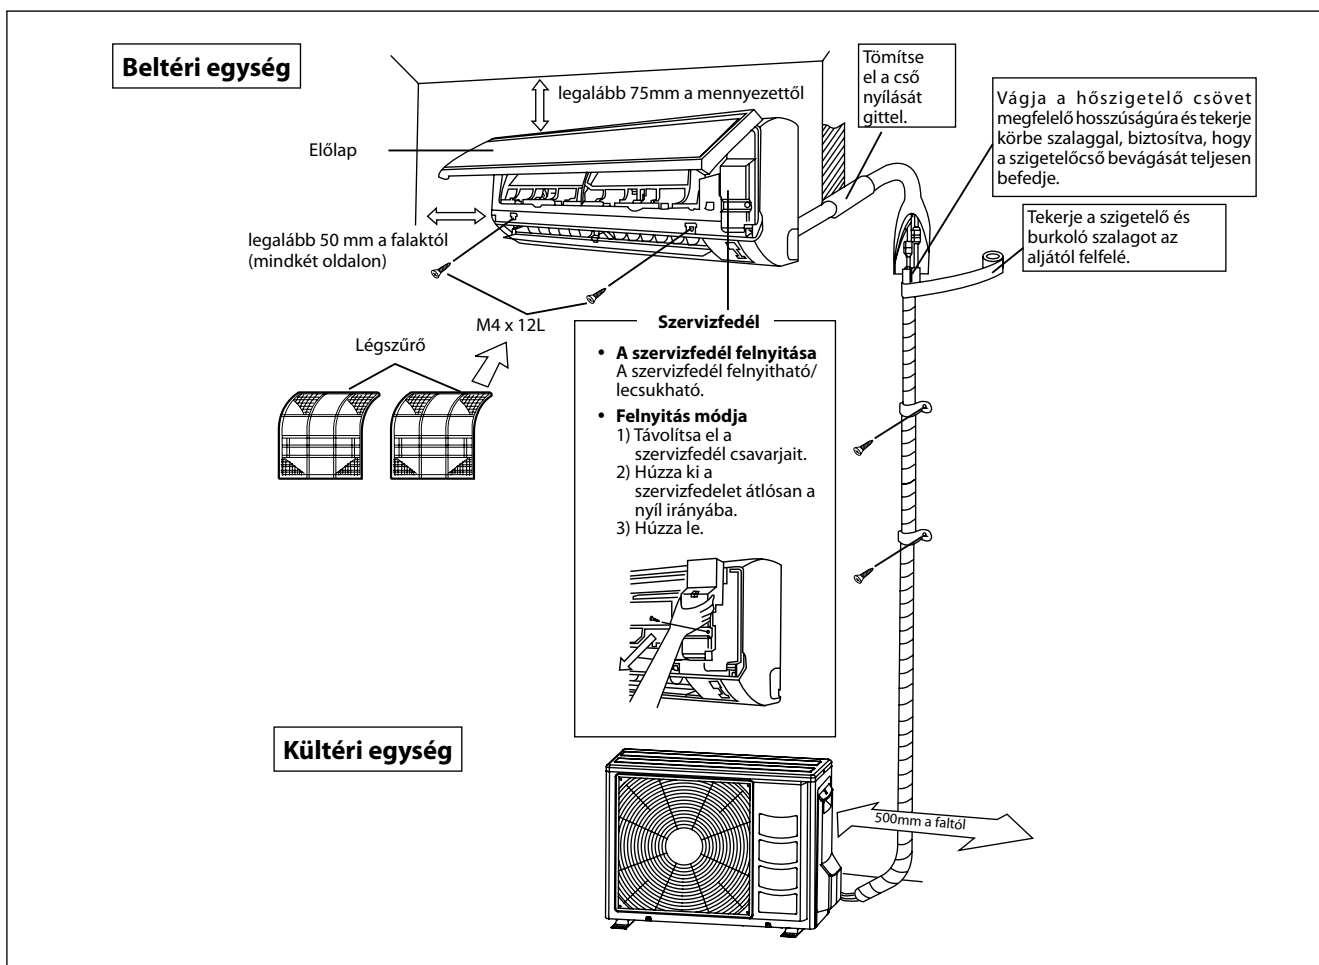 Beltéri egység
legalább 75mm a mennyezettől
Tömítse
el a cső
nyílását
gittel.
Vágja a hőszigetelő csövet
megfelelő hosszúságúra és tekerje
körbe szalaggal, biztosítva, hogy
a szigetelőcső bevágását teljesen
befedje.
Előlap
Tekerje a szigetelő és
burkoló szalagot az
aljától felfelé.
legalább 50 mm a falaktól
(mindkét oldalon)
M4 x 12L
Légszűrő
Szervizfedél
• A szervizfedél felnyitása
A szervizfedél felnyitható/
lecsukható.
• Felnyitás módja
1) Távolítsa el a
szervizfedél csavarjait.
2) Húzza ki a
szervizfedelet átlósan a
nyíl irányába.
3) Húzza le.
Kültéri egység
500mm a faltól